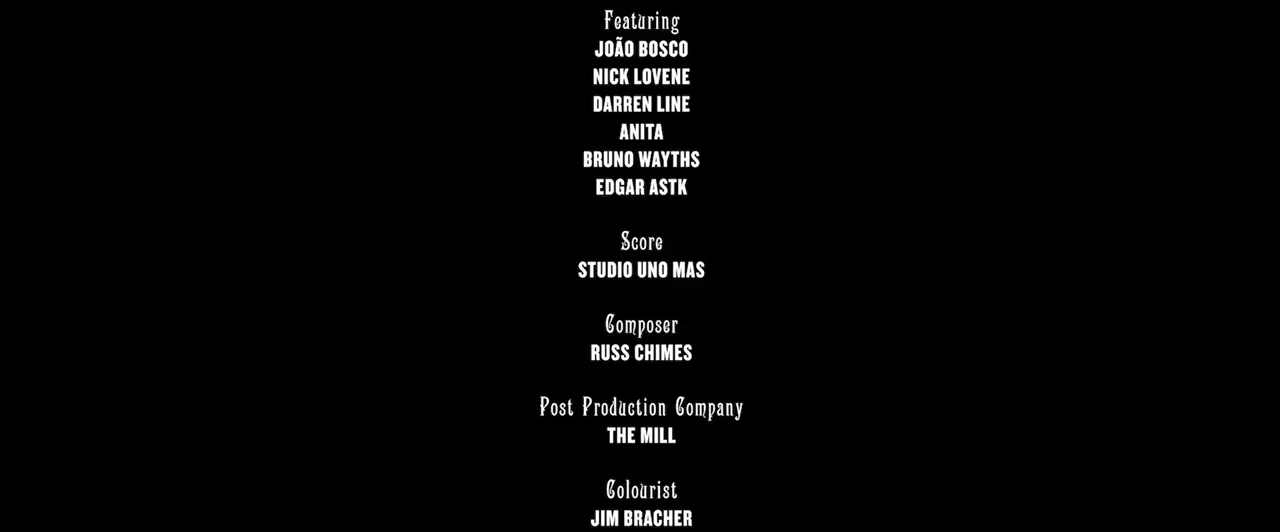 Featuring
JOÃO BOSCO
NICK LOVENE
DARREN LINE
ANITA
BRUNO WAYTHS
EDGAR ASTK
Score
STUDIO UNO MAS
Composer
RUSS CHIMES
Post Production Company
THE MILL
Colourist
JIM BRACHER